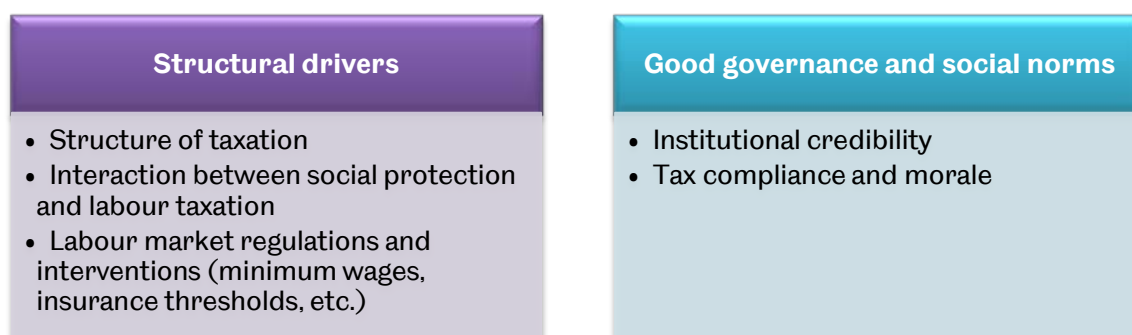 Structural drivers
• Structure of taxation
• Interaction between social protection
and labour taxation
• Labour market regulations and
interventions (minimum wages,
insurance thresholds, etc.)
Good governance and social norms
• Institutional credibility
• Tax compliance and morale